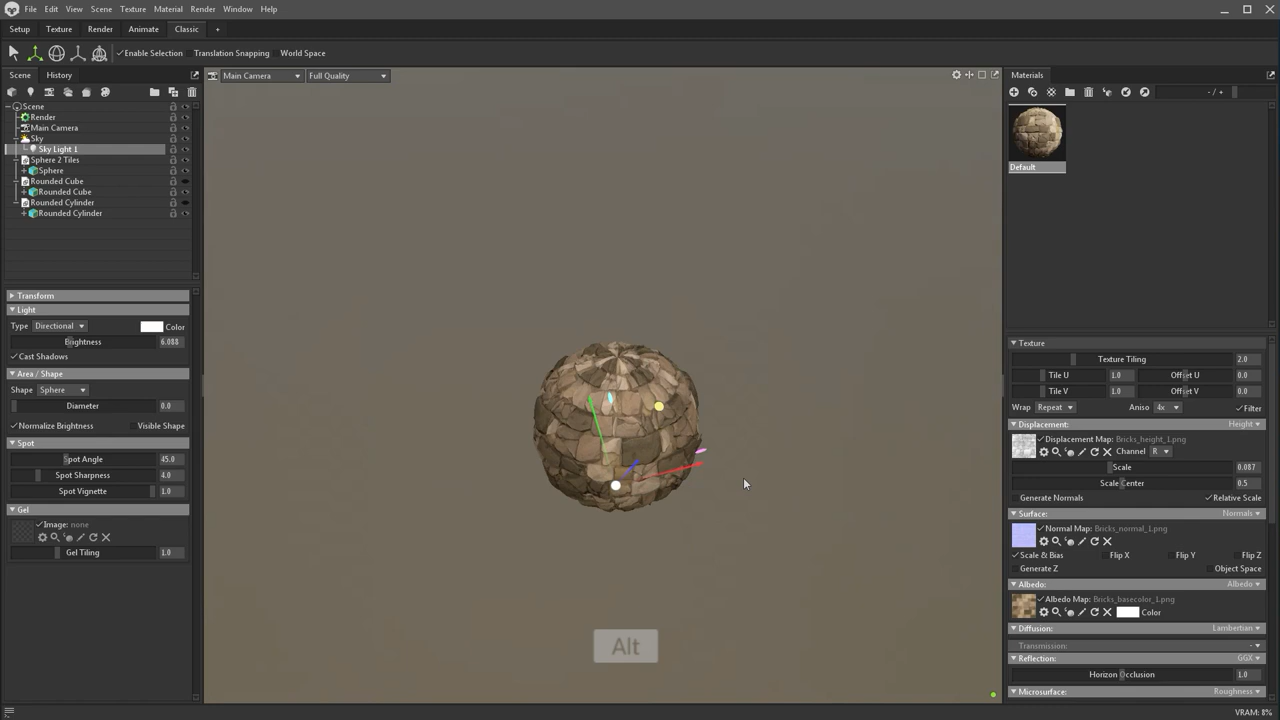 File Edit View Scene Texture Material Render Window Help
Setup Texture Render Animate Classic +
Enable Selection Translation Snapping World Space
Scene History
Main Camera Full Quality
Materials
- / +
Scene
Render
Main Camera
Sky
Sky Light 1
Sphere 2 Tiles
Sphere
Rounded Cube
Rounded Cube
Rounded Cylinder
Rounded Cylinder
Default
Transform
Light
Type Directional Color
Brightness 6.088
Cast Shadows
Area / Shape
Shape Sphere
Diameter 0.0
Normalize Brightness Visible Shape
Spot
Spot Angle 45.0
Spot Sharpness 4.0
Spot Vignette 1.0
Gel
Image: none
Gel Tiling 1.0
Alt
Texture
Texture Tiling 2.0
Tile U 1.0 Offset U 0.0
Tile V 1.0 Offset V 0.0
Wrap Repeat Aniso 4x Filter
Displacement: Height
Displacement Map: Bricks_height_1.png
Channel R
Scale 0.087
Scale Center 0.5
Generate Normals Relative Scale
Surface: Normals
Normal Map: Bricks_normal_1.png
Scale & Bias Flip X Flip Y Flip Z
Generate Z Object Space
Albedo: Albedo
Albedo Map: Bricks_basecolor_1.png
Color
Diffusion: Lambertian
Transmission: -
Reflection: GGX
Horizon Occlusion 1.0
Microsurface: Roughness
VRAM: 8%